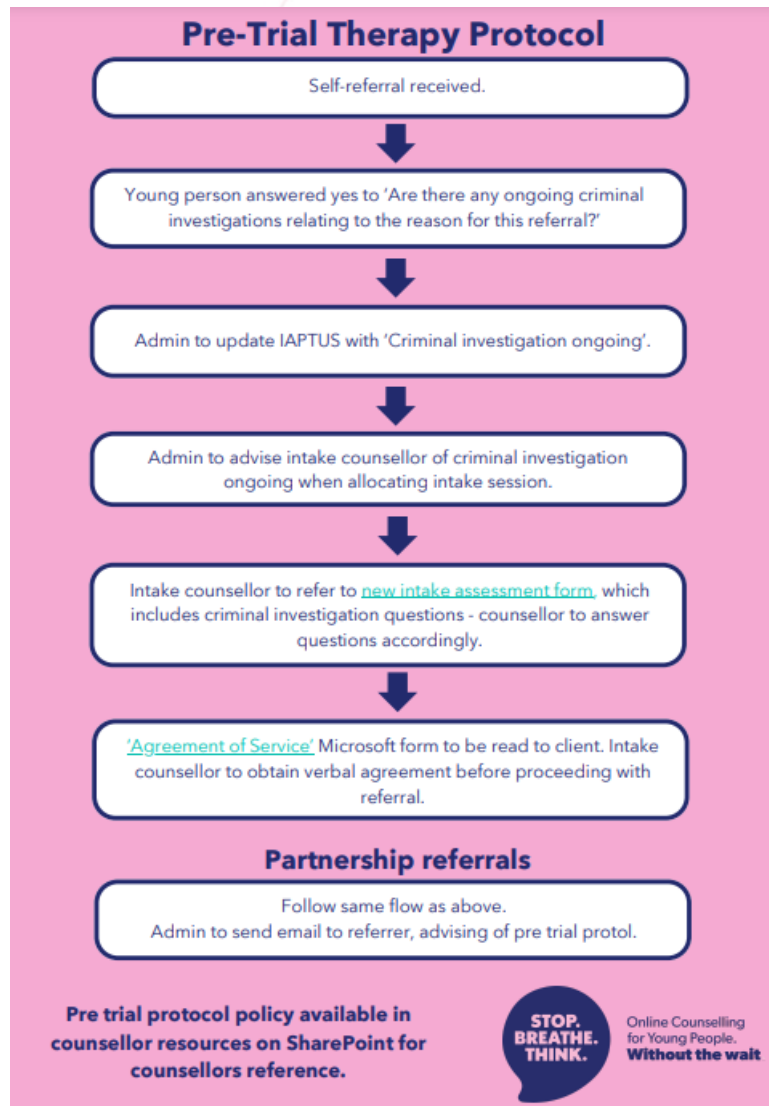 Pre-Trial Therapy Protocol
Self-referral received.
Young person answered yes to ‘Are there any ongoing criminal
investigations relating to the reason for this referral?’
Admin to update IAPTUS with ‘Criminal investigation ongoing’.
Admin to advise intake counsellor of criminal investigation
ongoing when allocating intake session.
Intake counsellor to refer to new intake assessment form, which
includes criminal investigation questions - counsellor to answer
questions accordingly.
‘Agreement of Service’ Microsoft form to be read to client. Intake
counsellor to obtain verbal agreement before proceeding with
referral.
Partnership referrals
Follow same flow as above.
Admin to send email to referrer, advising of pre trial protol.
Pre trial protocol policy available in
counsellor resources on SharePoint for
counsellors reference.
STOP.
BREATHE.
THINK.
Online Counselling
for Young People.
Without the wait